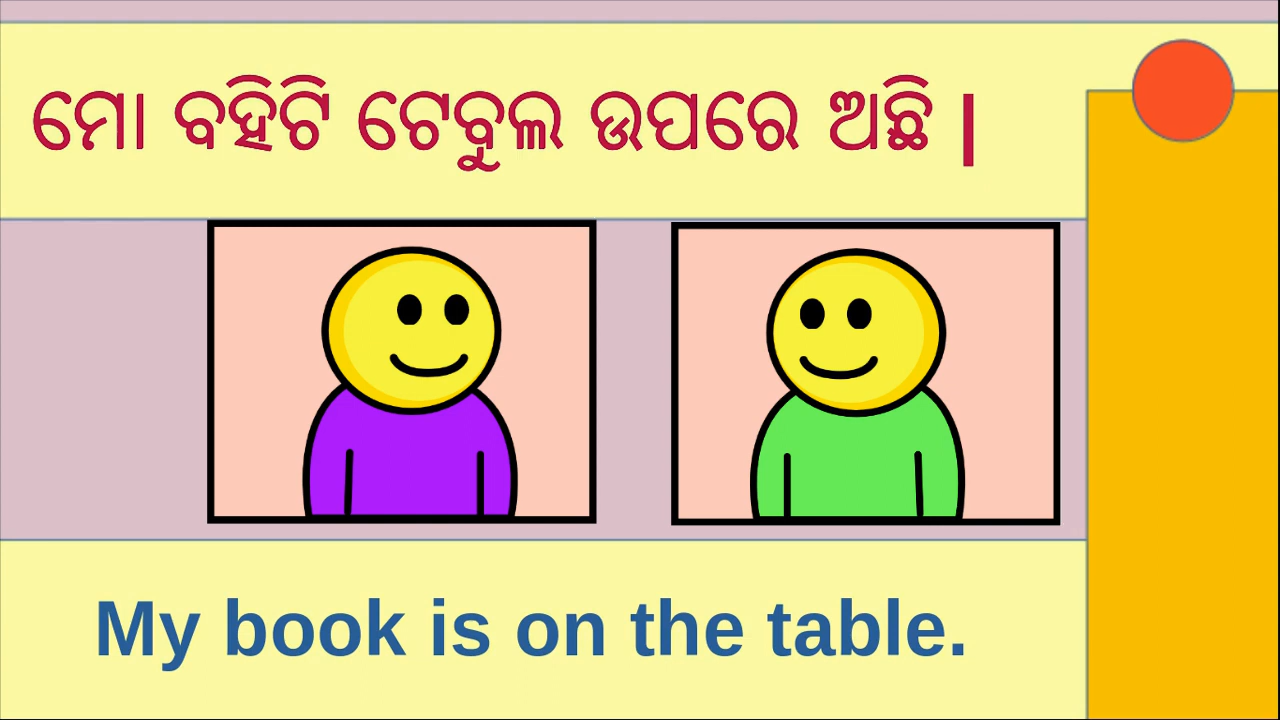 ମୋ ବହିଟି ଟେବୁଲ ଉପରେ ଅଛି |
My book is on the table.